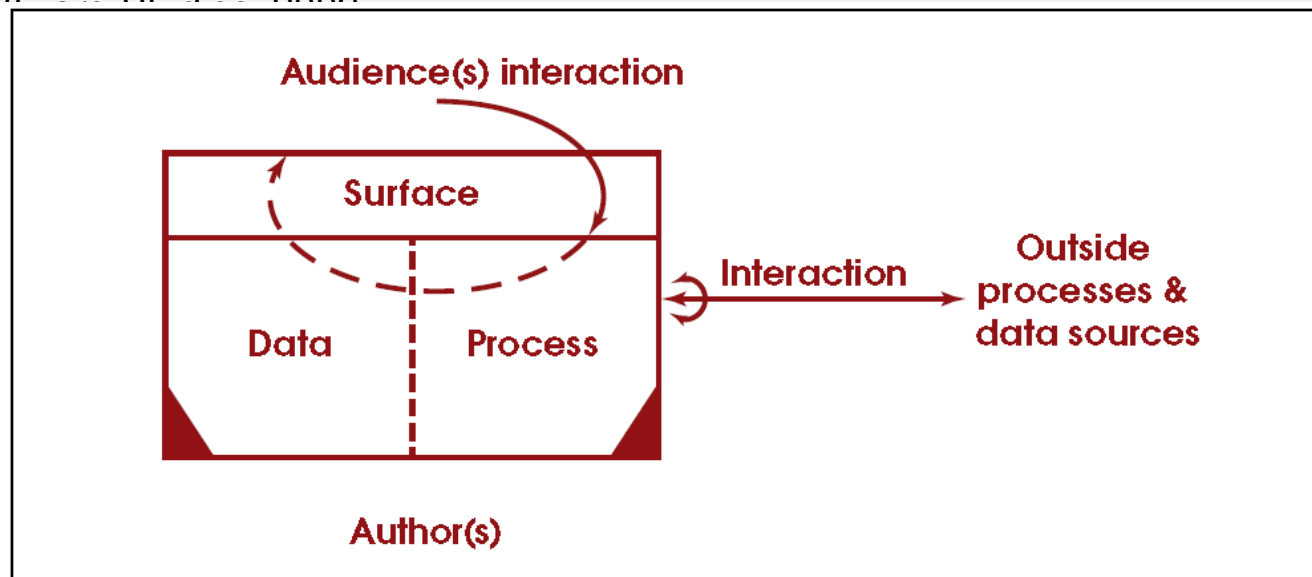 Audience(s) interaction
Surface
Interaction
Outside
processes &
data sources
Data
Process
Author(s)